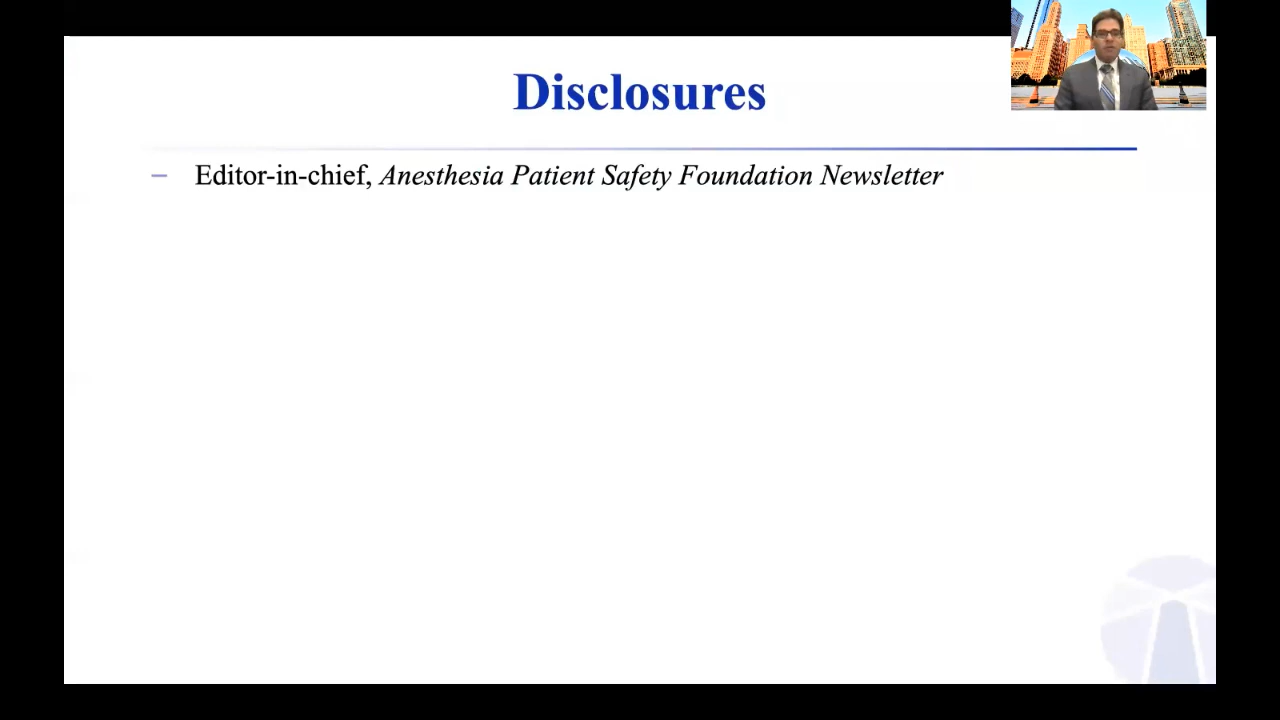 Disclosures
– Editor-in-chief, Anesthesia Patient Safety Foundation Newsletter